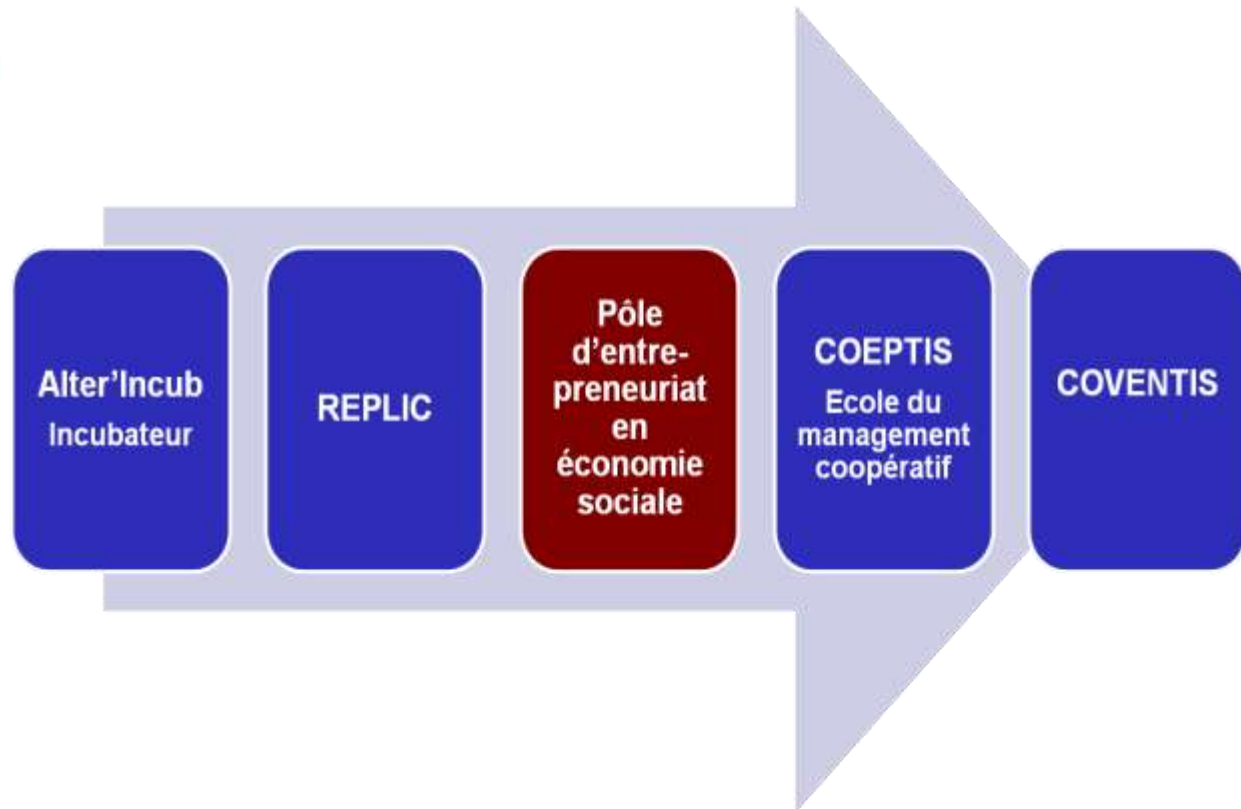 Alter'Incub
Incubateur
REPLIC
Pôle
d'entre-
preneuriat
en
économie
sociale
COEPTIS
Ecole du
management
coopératif
COVENTIS